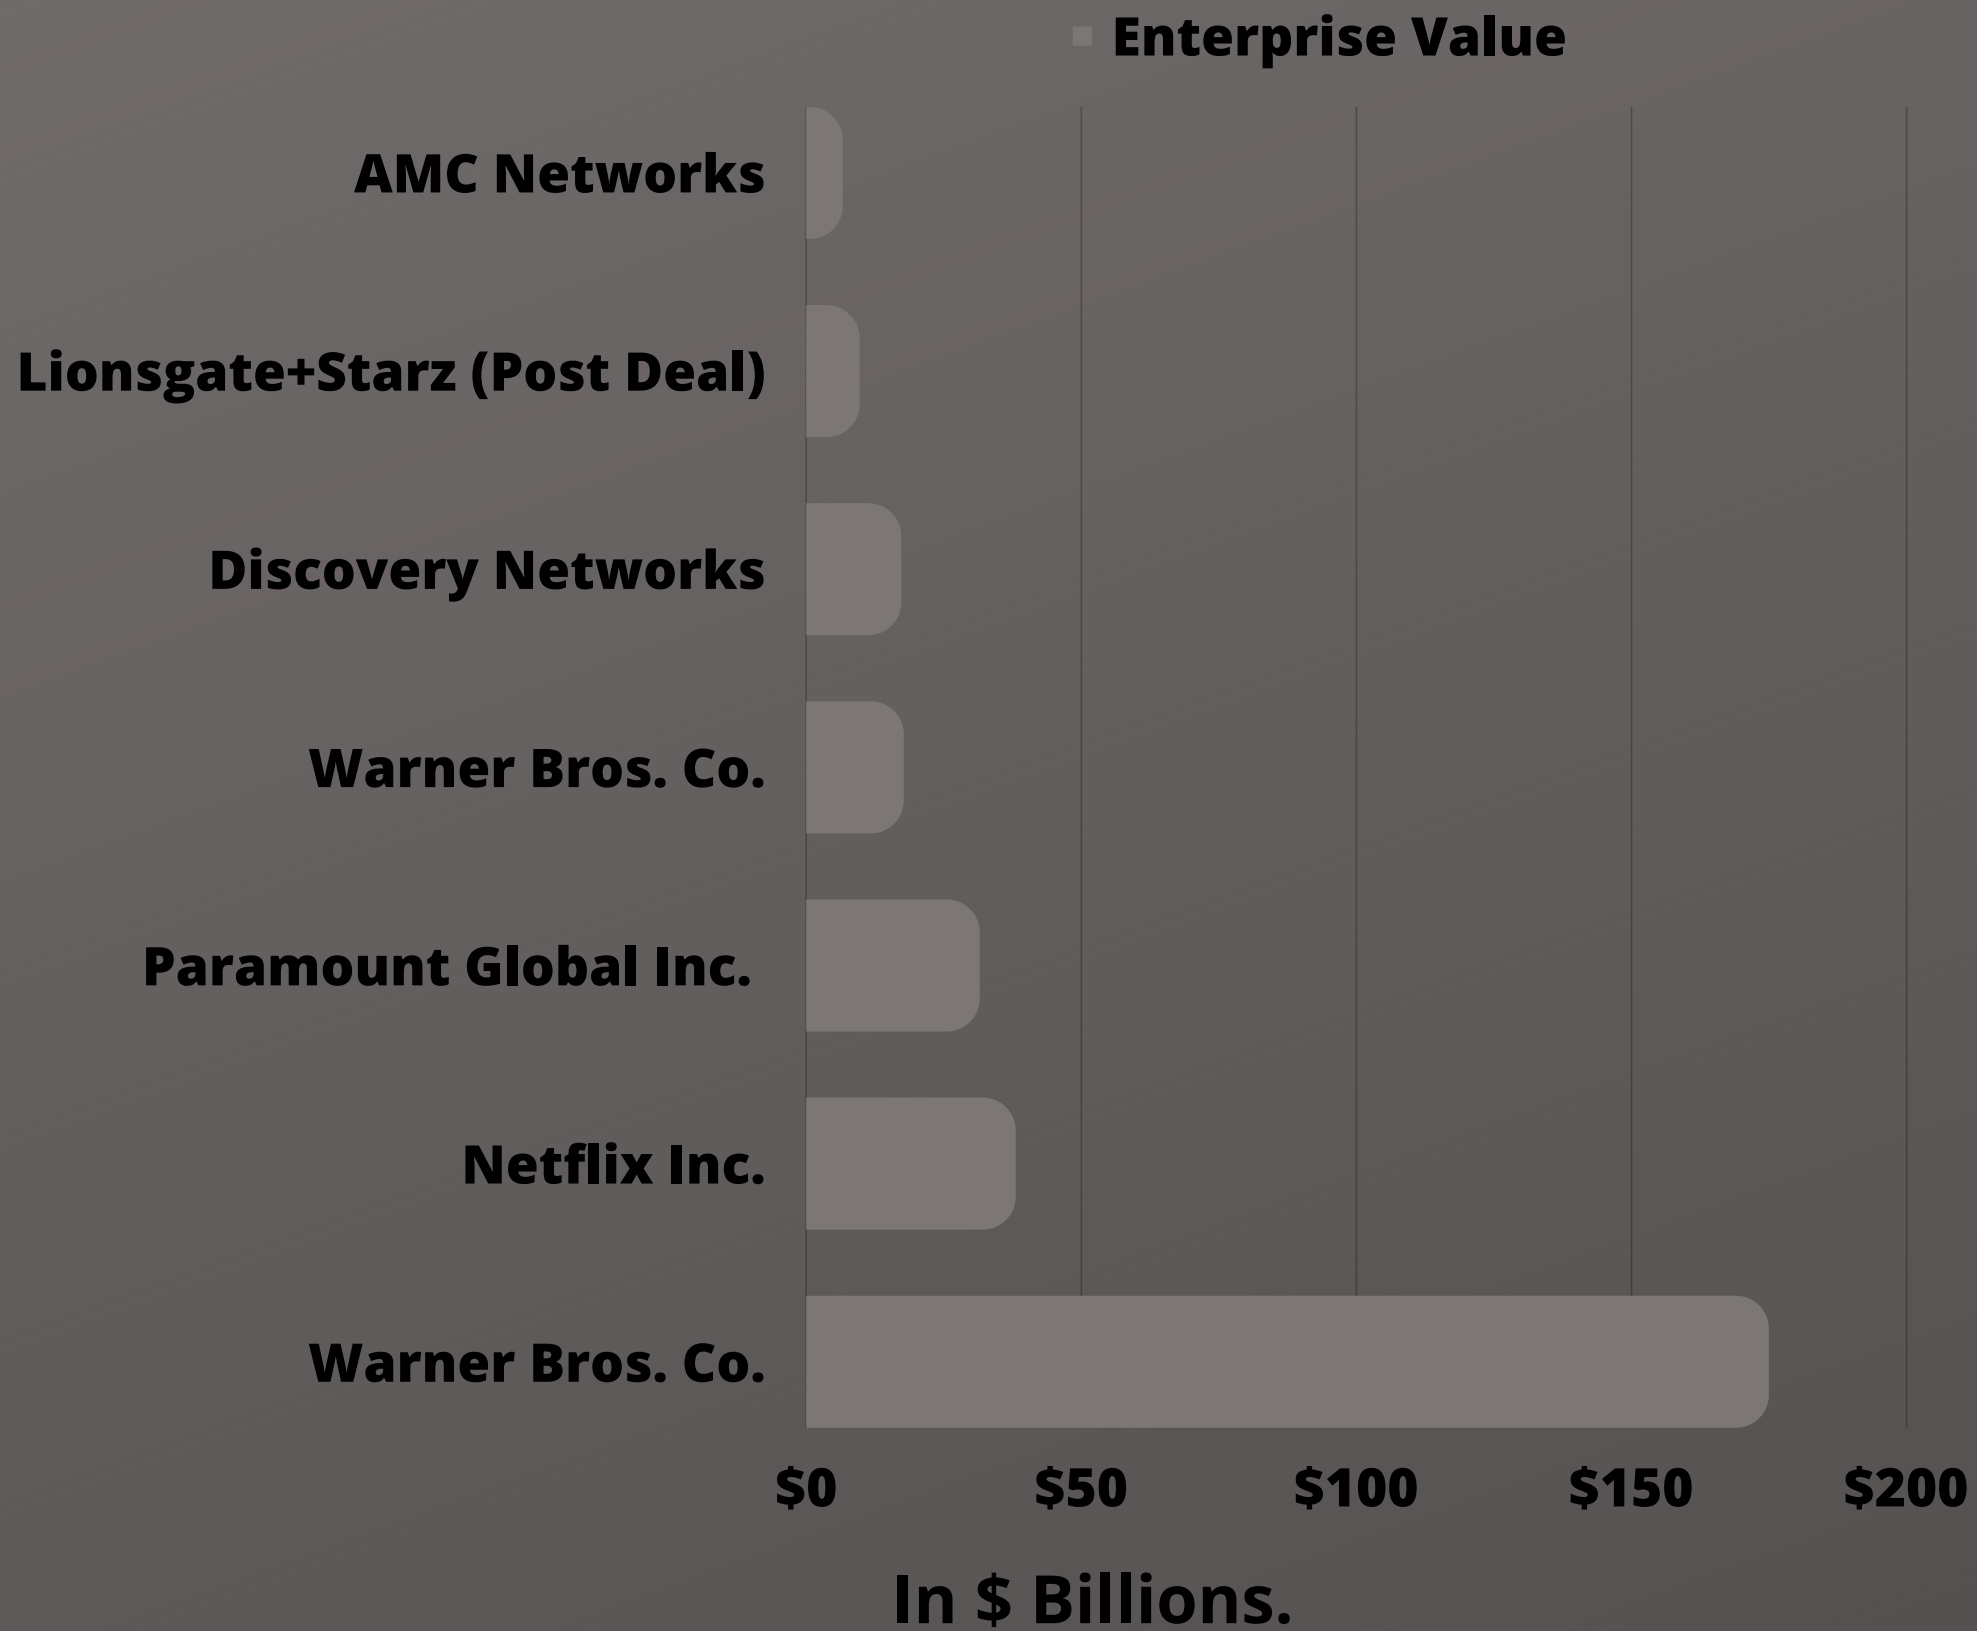 Enterprise Value
AMC Networks
Lionsgate+Starz (Post Deal)
Discovery Networks
Warner Bros. Co.
Paramount Global Inc.
Netflix Inc.
Warner Bros. Co.
$0 $50 $100 $150 $200
In $ Billions.